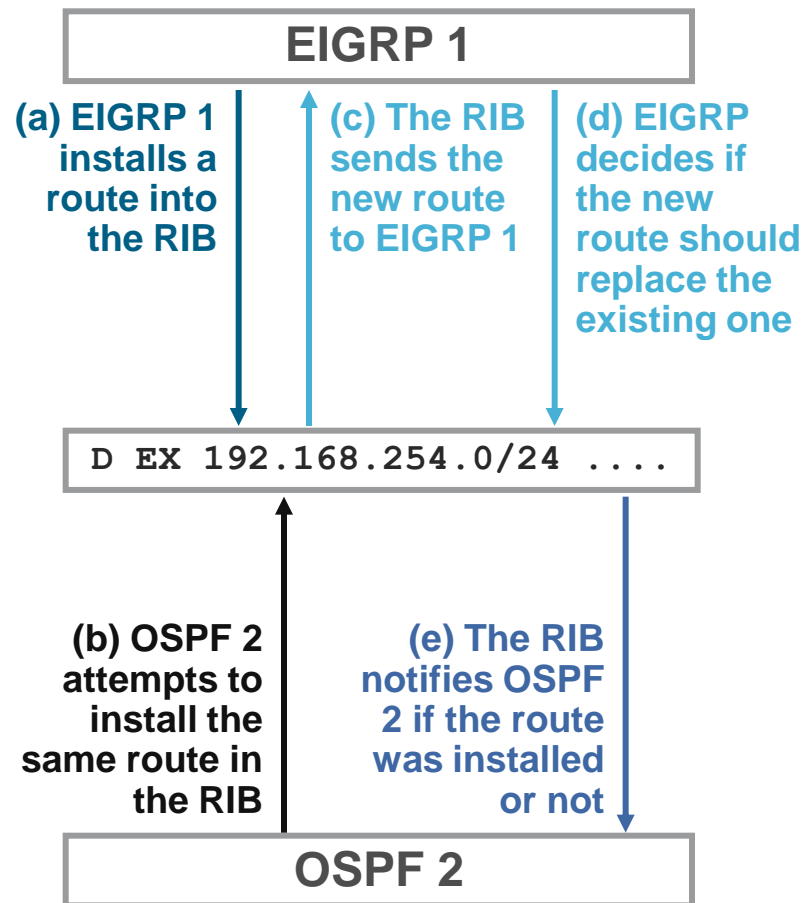 EIGRP 1
(a) EIGRP 1
installs a
route into
the RIB
(c) The RIB
sends the
new route
to EIGRP 1
(d) EIGRP
decides if
the new
route should
replace the
existing one
D EX 192.168.254.0/24 ....
(b) OSPF 2
attempts to
install the
same route in
the RIB
(e) The RIB
notifies OSPF
2 if the route
was installed
or not
OSPF 2